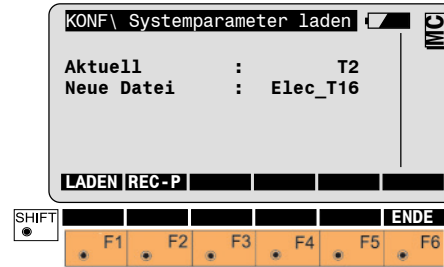 KONF\ Systemparameter laden
MC
Aktuell : T2
Neue Datei : Elec_T16
LADEN REC-P
SHIFT
ENDE
F1 F2 F3 F4 F5 F6